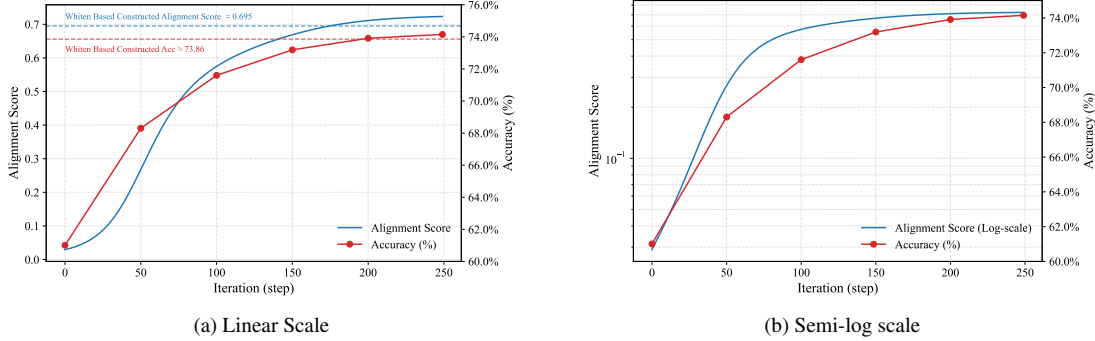 Whiten Based Constructed Alignment Score = 0.695
Whiten Based Constructed Acc ≈ 73.86
Alignment Score
0.7
0.6
0.5
0.4
0.3
0.2
0.1
0.0
76.0%
74.0%
72.0%
70.0%
68.0%
66.0%
64.0%
62.0%
60.0%
Accuracy (%)
Alignment Score
Accuracy (%)
0 50 100 150 200 250
Iteration (step)
(a) Linear Scale
Alignment Score
10⁻¹
74.0%
72.0%
70.0%
68.0%
66.0%
64.0%
62.0%
60.0%
Accuracy (%)
Alignment Score (Log-scale)
Accuracy (%)
0 50 100 150 200 250
Iteration (step)
(b) Semi-log scale